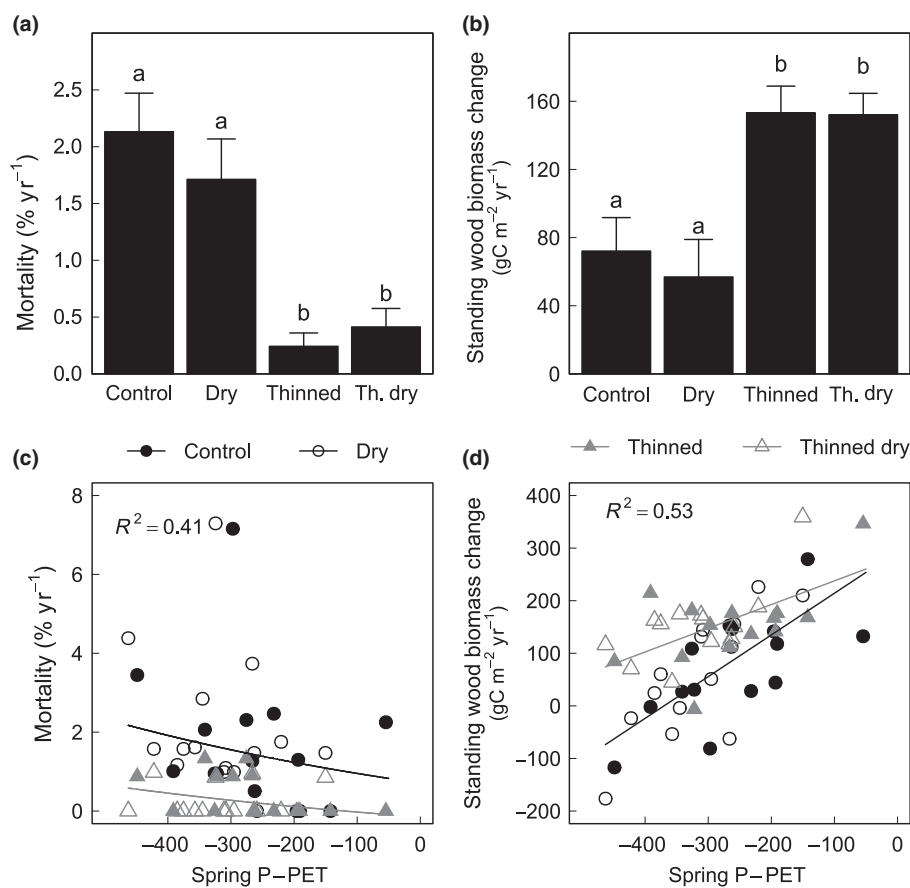 (a)
a
a
b
b
Mortality (% yr⁻¹)
2.5
2.0
1.5
1.0
0.5
0.0
Control Dry Thinned Th. dry
(b)
a
a
b
b
Standing wood biomass change
(gC m⁻² yr⁻¹)
160
120
80
40
0
Control Dry Thinned Th. dry
Control Dry
Thinned Thinned dry
(c)
R² = 0.41
Mortality (% yr⁻¹)
8
6
4
2
0
−400 −300 −200 −100 0
Spring P−PET
(d)
R² = 0.53
Standing wood biomass change
(gC m⁻² yr⁻¹)
400
300
200
100
0
−100
−200
−400 −300 −200 −100 0
Spring P−PET